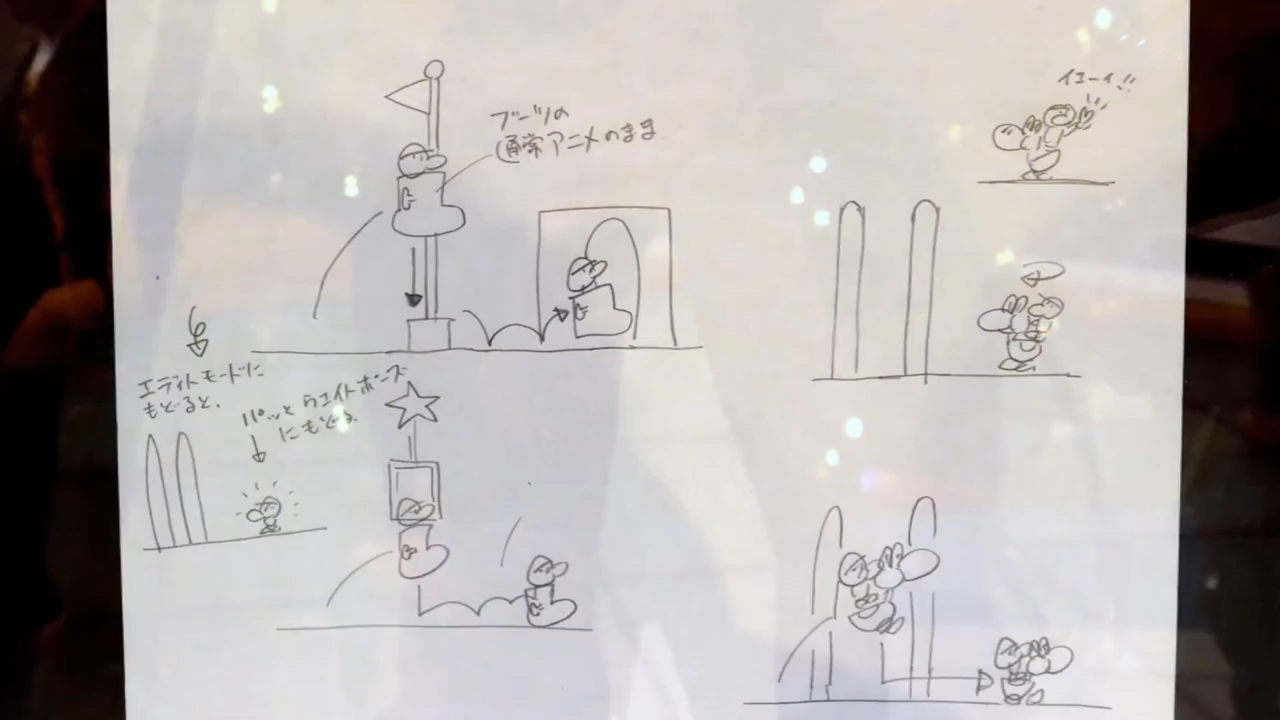 ブーツの
通常アニメのまま
イエーイ!!
エディトモードに
もどると、
パッとウエイトポーズ
にもどる